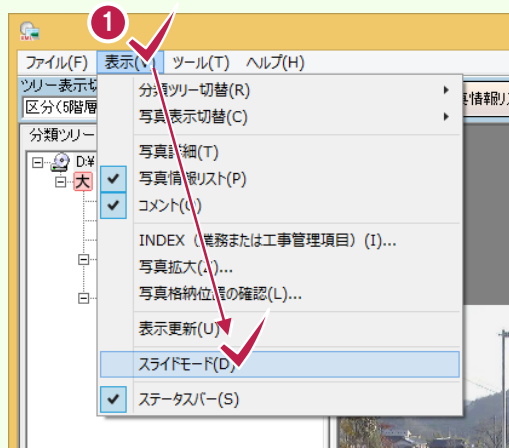 1
ファイル(F) 表示(V) ツール(T) ヘルプ(H)
ツリー表示切
区分(5階層
分類ツリー
D:¥
大
分類ツリー切替(R)
写真表示切替(C)
写真詳細(T)
写真情報リスト(P)
コメント(O)
INDEX (業務または工事管理項目) (I)...
写真拡大(Z)...
写真格納位置の確認(L)...
表示更新(U)
スライドモード(D)
ステータスバー(S)
真情報リス